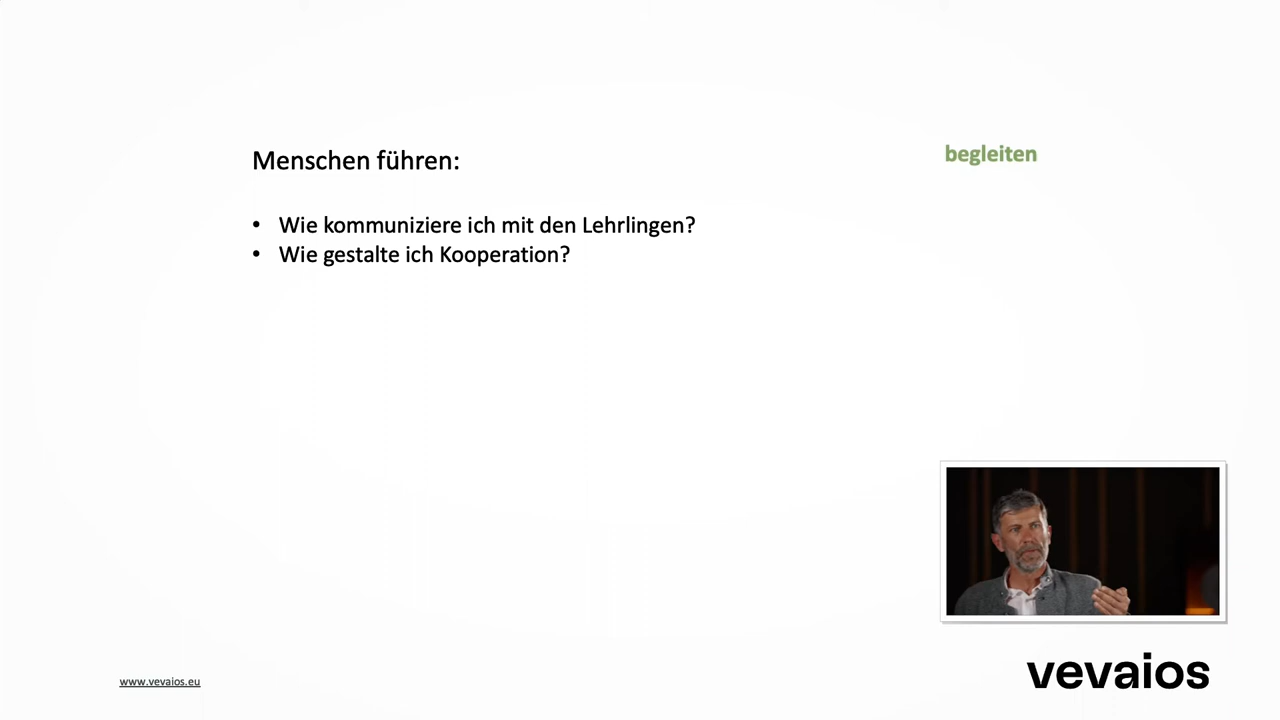 Menschen führen:
begleiten
• Wie kommuniziere ich mit den Lehrlingen?
• Wie gestalte ich Kooperation?
www.vevaios.eu
vevaios